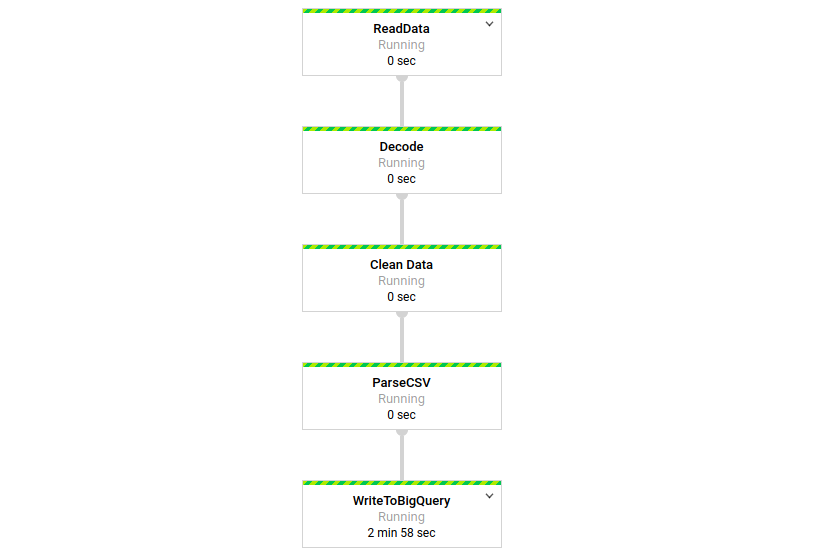 ReadData
Running
0 sec
Decode
Running
0 sec
Clean Data
Running
0 sec
ParseCSV
Running
0 sec
WriteToBigQuery
Running
2 min 58 sec